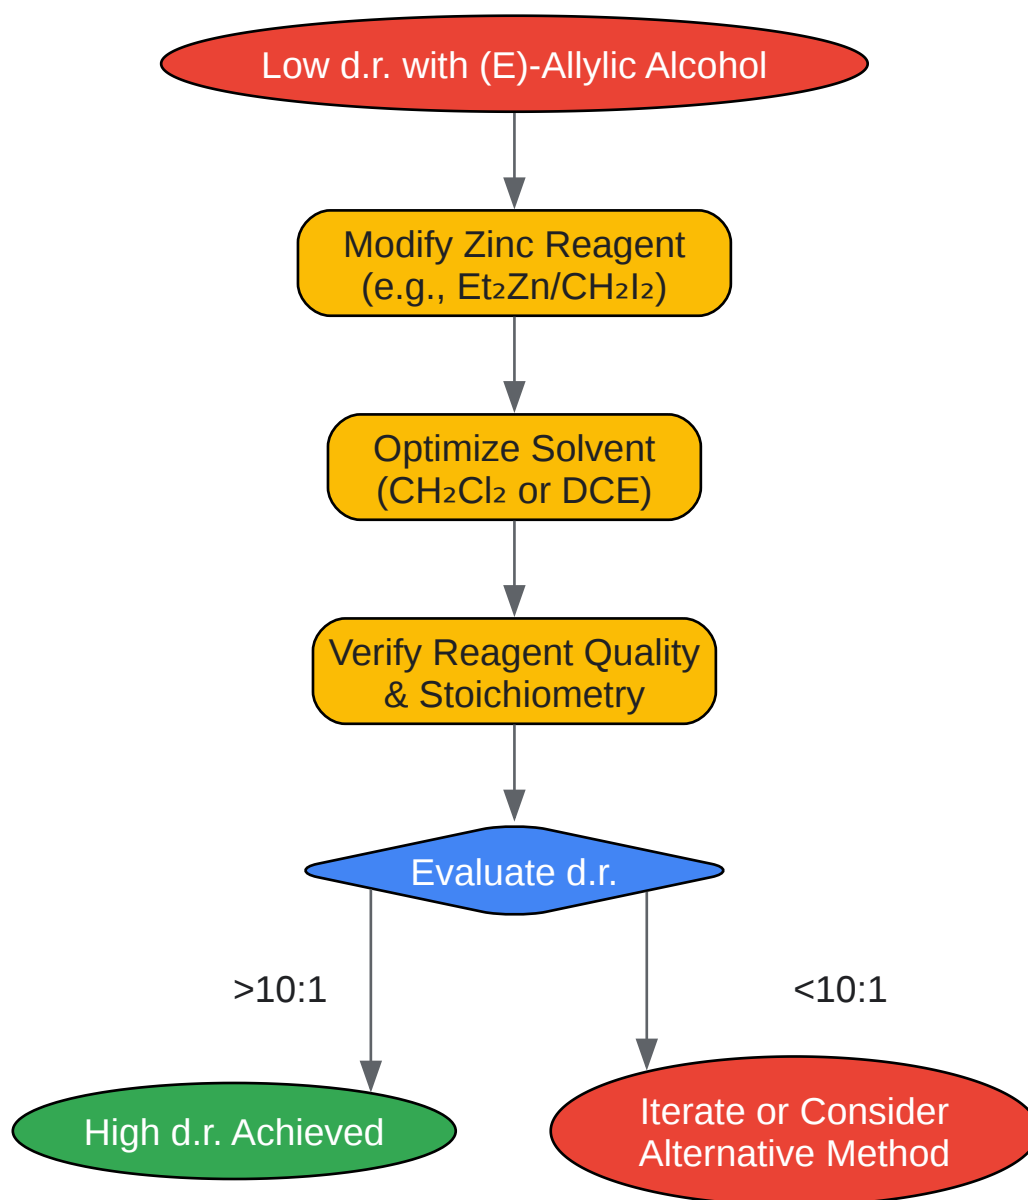 Low d.r. with (E)-Allylic Alcohol
Modify Zinc Reagent
(e.g., Et₂Zn/CH₂I₂)
Optimize Solvent
(CH₂Cl₂ or DCE)
Verify Reagent Quality
& Stoichiometry
Evaluate d.r.
>10:1
<10:1
High d.r. Achieved
Iterate or Consider
Alternative Method